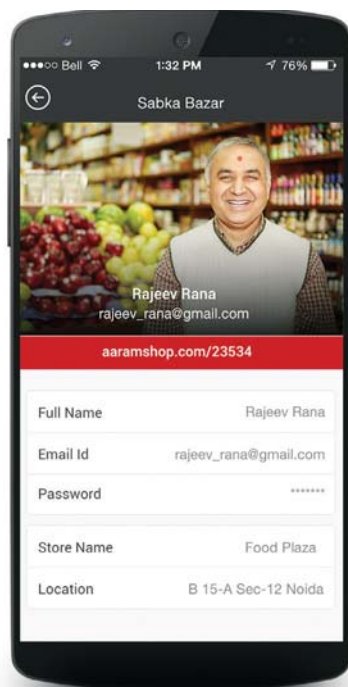 Bell 1:32 PM 76%
Sabka Bazar
Rajeev Rana
rajeev_rana@gmail.com
aaramshop.com/23534
Full Name Rajeev Rana
Email Id rajeev_rana@gmail.com
Password *******
Store Name Food Plaza
Location B 15-A Sec-12 Noida